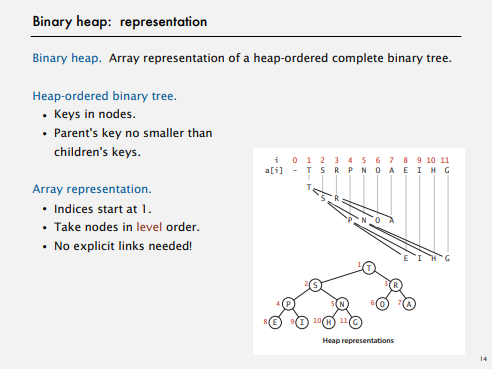 Binary heap: representation
Binary heap. Array representation of a heap-ordered complete binary tree.
Heap-ordered binary tree.
• Keys in nodes.
• Parent's key no smaller than
children's keys.
Array representation.
• Indices start at 1.
• Take nodes in level order.
• No explicit links needed!
i 0 1 2 3 4 5 6 7 8 9 10 11
a[i] - T S R P N O A E I H G
T
S R
P N O A
E I H G
1 T
2 S 3 R
4 P 5 N 6 O 7 A
8 E 9 I 10 H 11 G
Heap representations
14